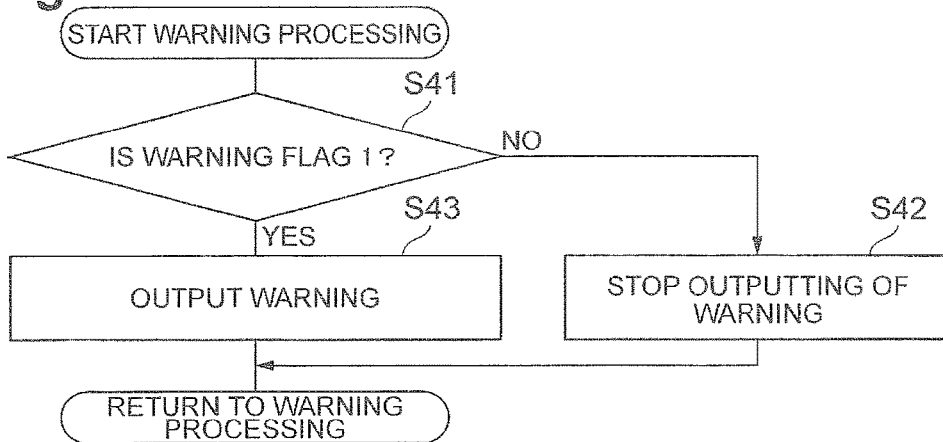 START WARNING PROCESSING
S41
IS WARNING FLAG 1?
NO
S43
S42
YES
OUTPUT WARNING
STOP OUTPUTTING OF
WARNING
RETURN TO WARNING
PROCESSING